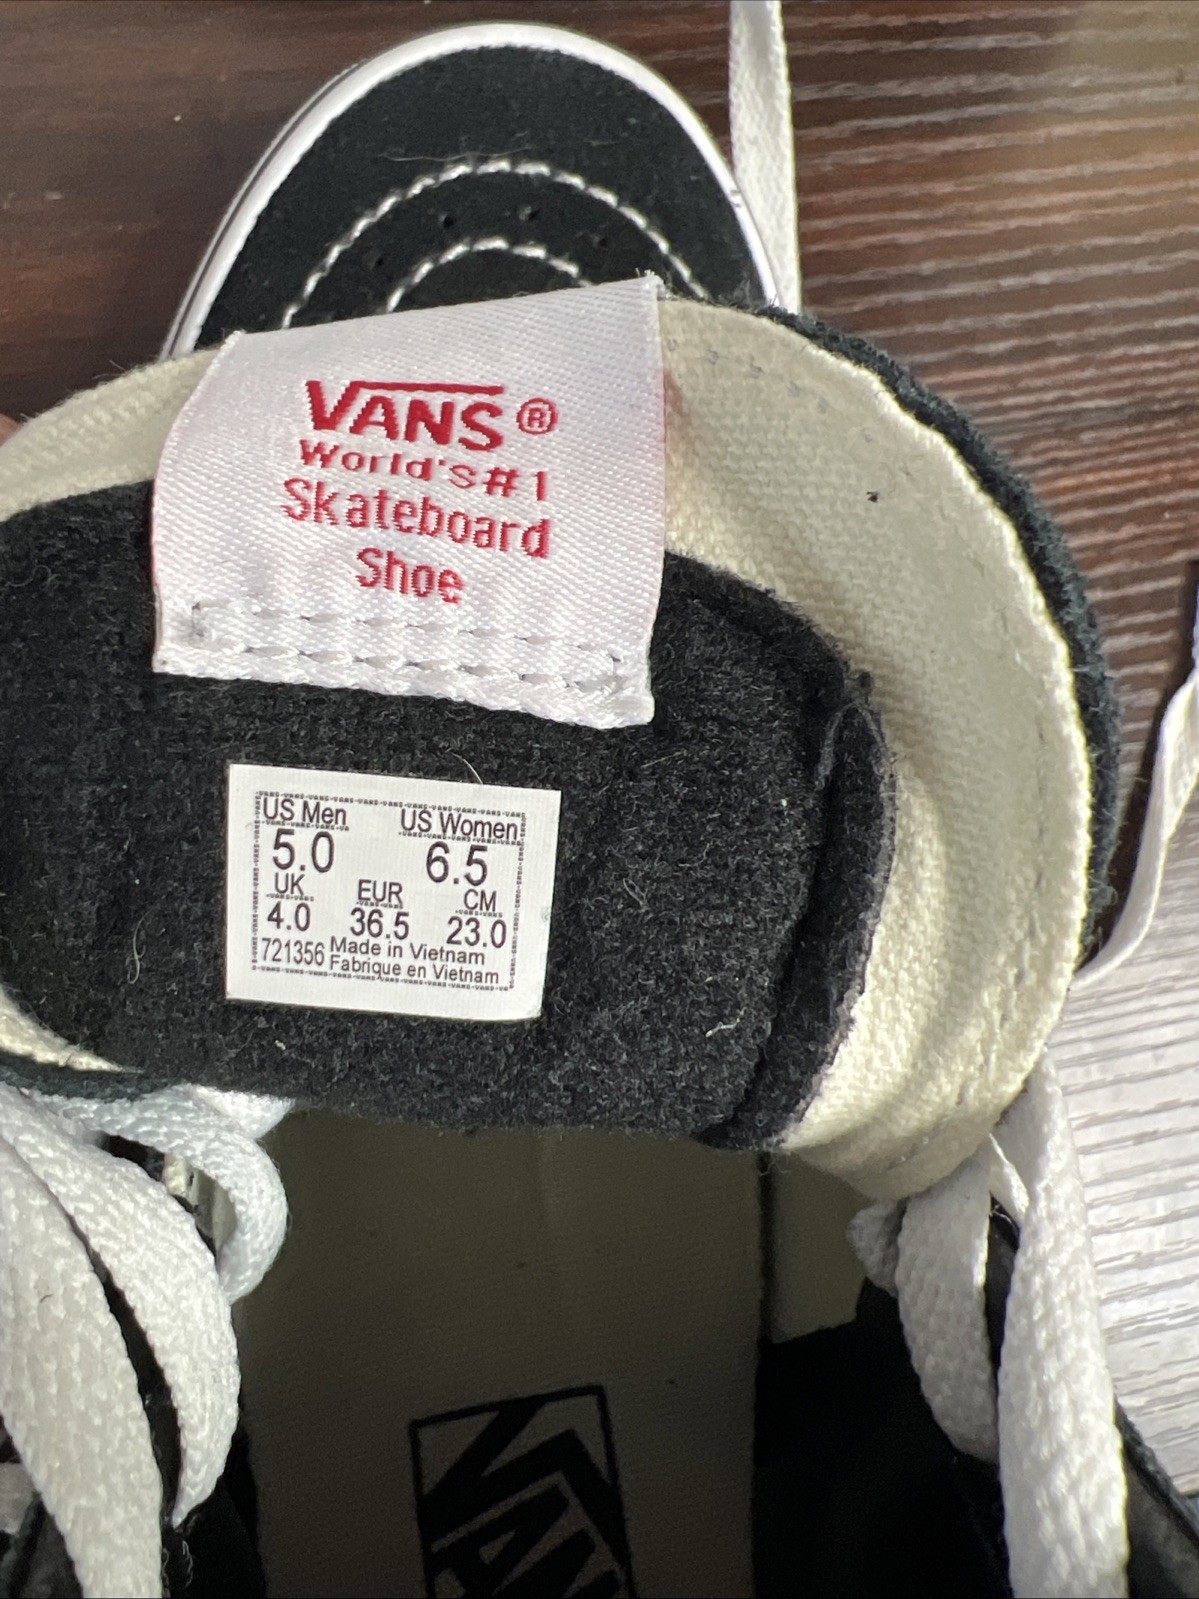 VANS®
World's #1
Skateboard
Shoe
US Men US Women
5.0 6.5
UK EUR CM
4.0 36.5 23.0
721356 Made in Vietnam
Fabrique en Vietnam
VAN